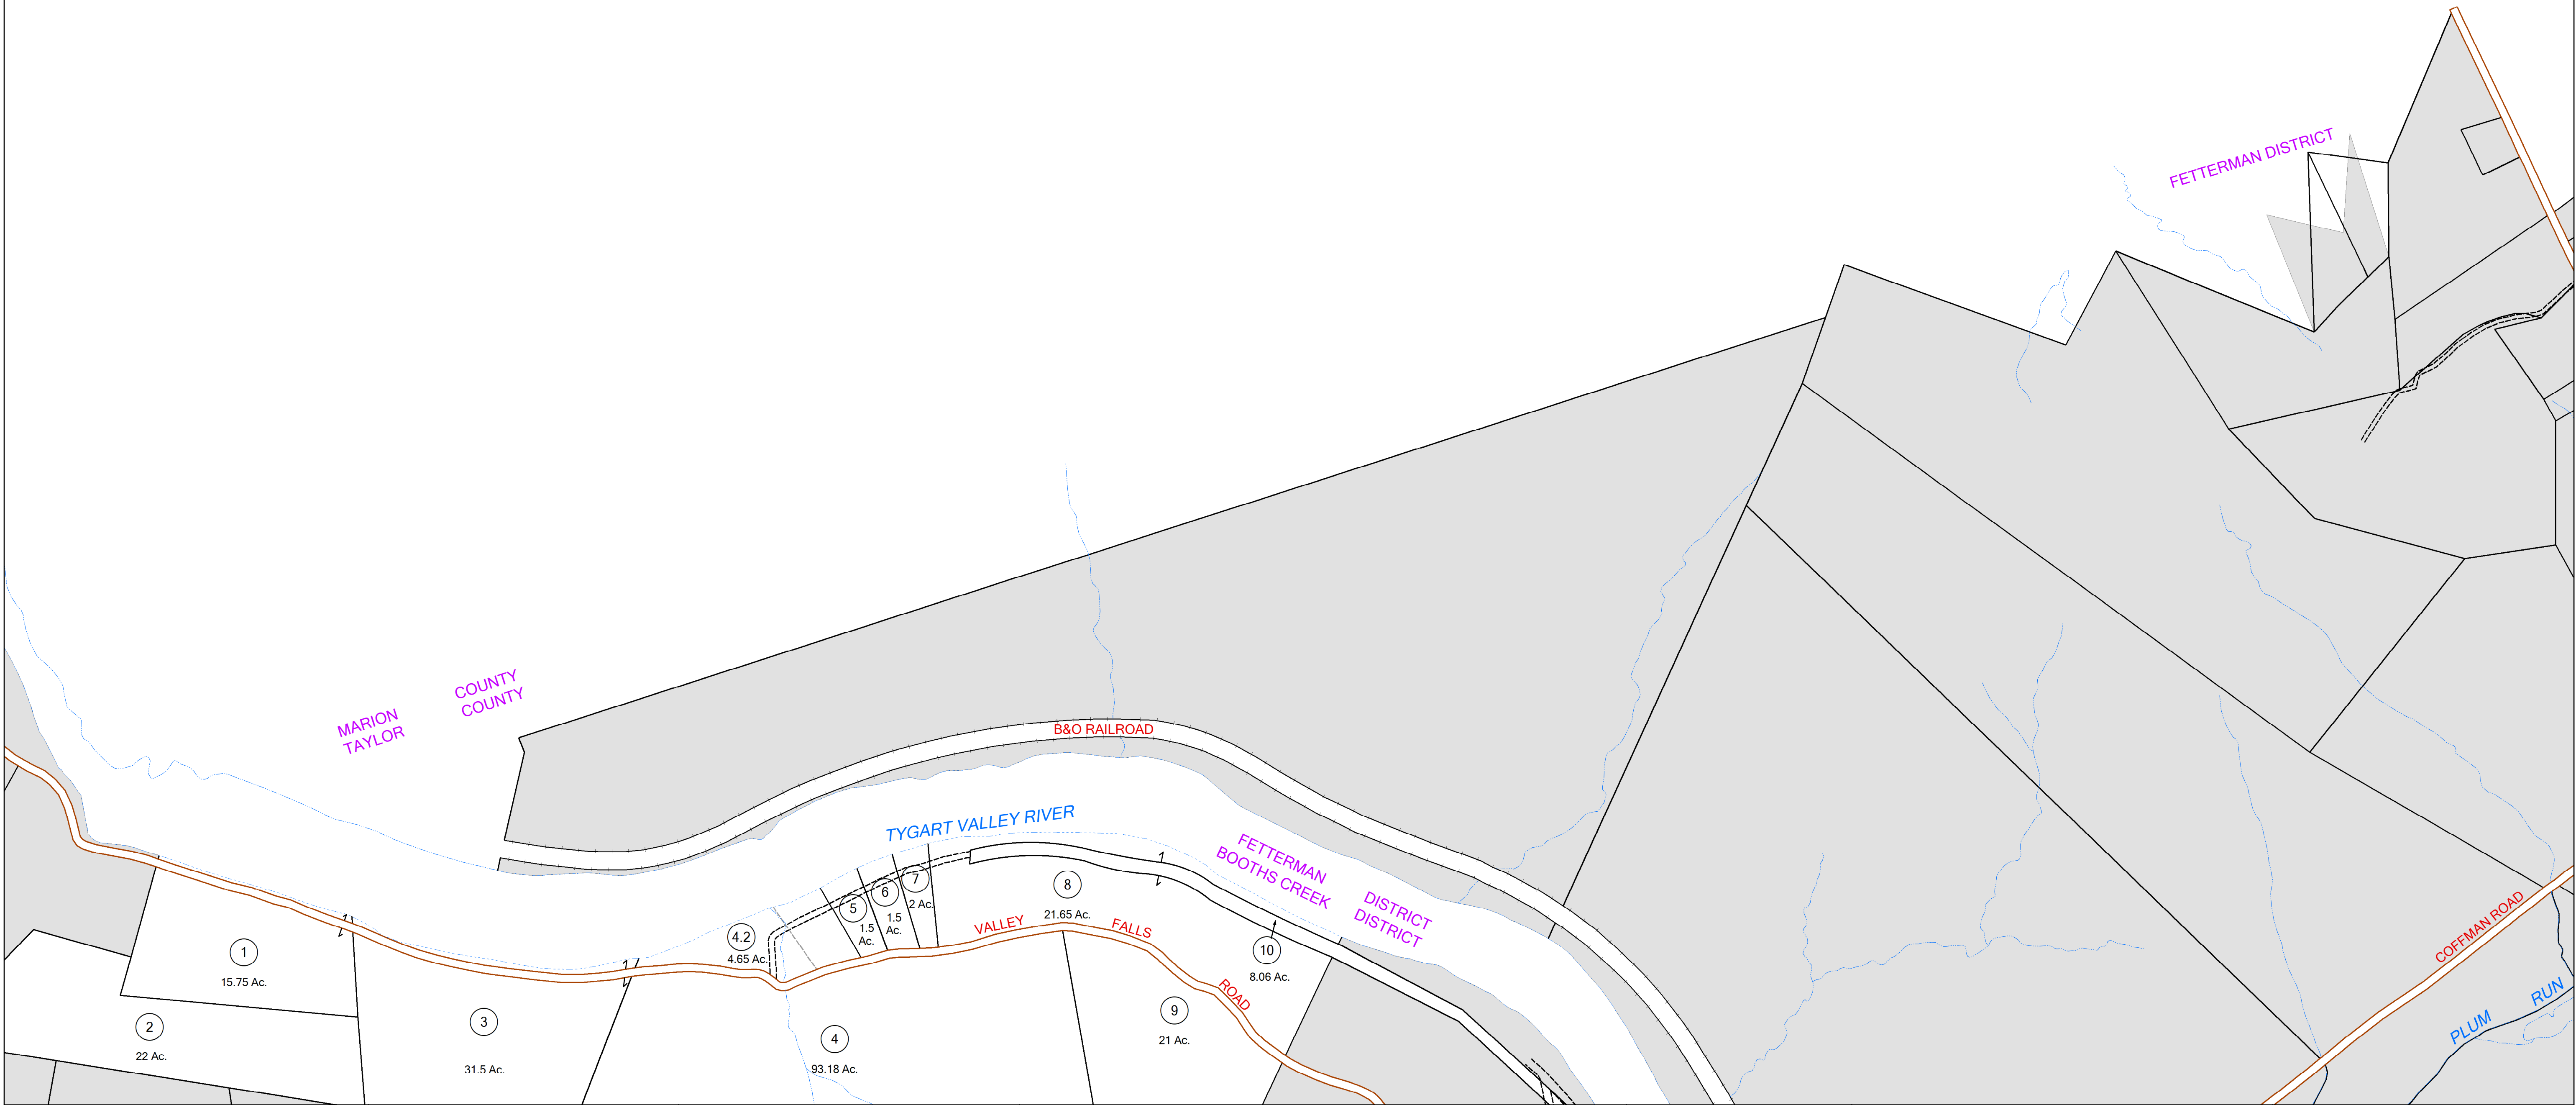 FETTERMAN DISTRICT
MARION COUNTY
TAYLOR COUNTY
B&O RAILROAD
TYGART VALLEY RIVER
FETTERMAN DISTRICT
BOOTHS CREEK DISTRICT
VALLEY FALLS ROAD
COFFMAN ROAD
PLUM RUN
1
15.75 Ac.
2
22 Ac.
3
31.5 Ac.
4.2
4.65 Ac.
4
93.18 Ac.
5
1.5
Ac.
6
1.5
Ac.
7
2 Ac.
8
21.65 Ac.
9
21 Ac.
10
8.06 Ac.